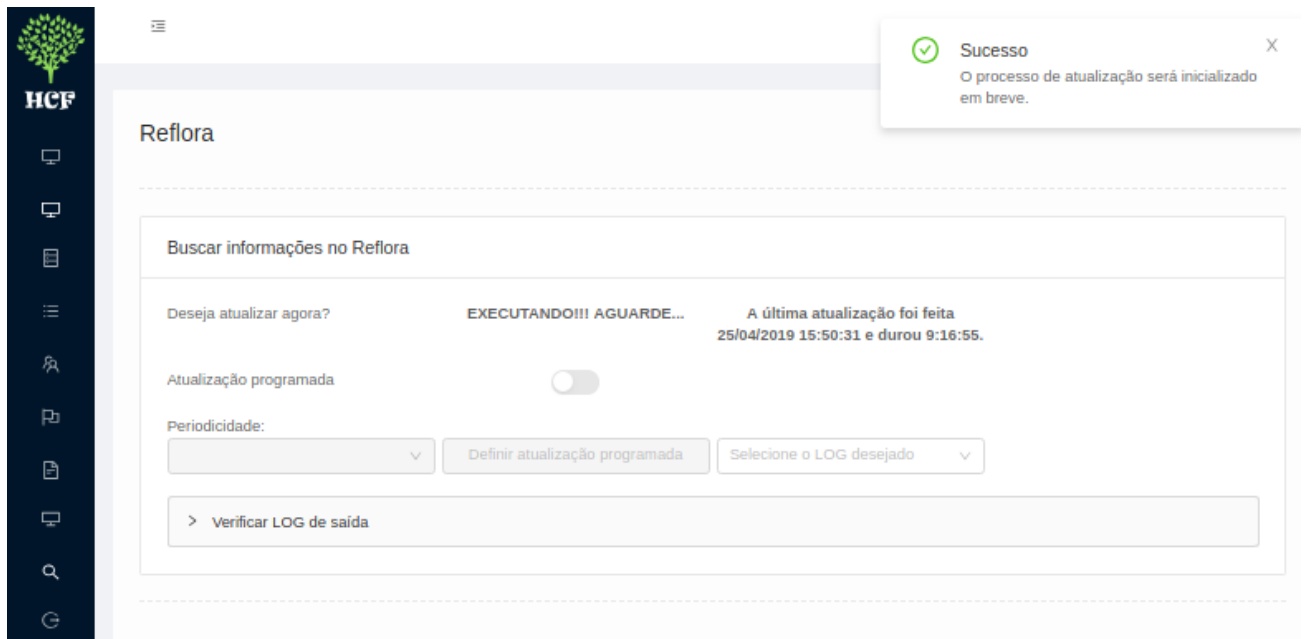 HCF
Sucesso
O processo de atualização será inicializado
em breve.
Reflora
Buscar informações no Reflora
Deseja atualizar agora?
EXECUTANDO!!! AGUARDE...
A última atualização foi feita
25/04/2019 15:50:31 e durou 9:16:55.
Atualização programada
Periodicidade:
Definir atualização programada
Selecione o LOG desejado
Verificar LOG de saída